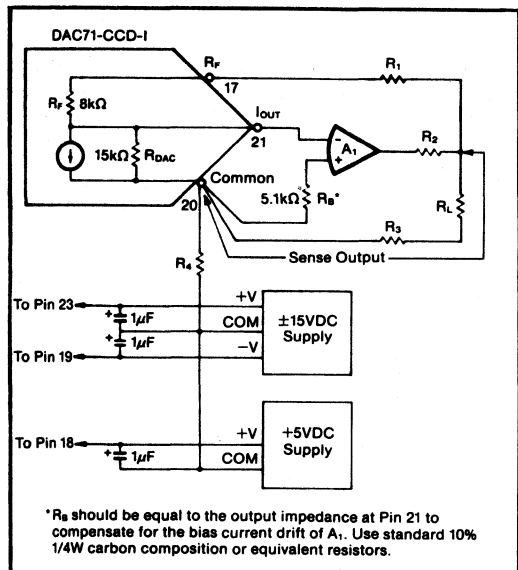 DAC71-CCD-I
RF
17
R1
RF 8kΩ
IOUT
21
A1
R2
15kΩ RDAC
Common
5.1kΩ RB*
RL
20
R3
R4
Sense Output
To Pin 23
+V
1μF
COM
±15VDC
Supply
1μF
To Pin 19
−V
To Pin 18
+V
+5VDC
Supply
1μF
COM
*RB should be equal to the output impedance at Pin 21 to
compensate for the bias current drift of A1. Use standard 10%
1/4W carbon composition or equivalent resistors.